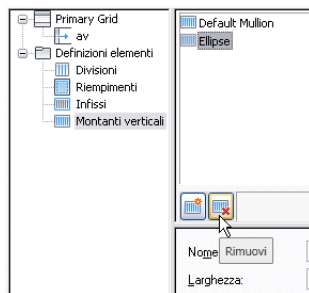 Primary Grid
av
Definizioni elementi
Divisioni
Riempimenti
Infissi
Montanti verticali
Default Mullion
Ellipse
Nome
Rimuovi
Larghezza: